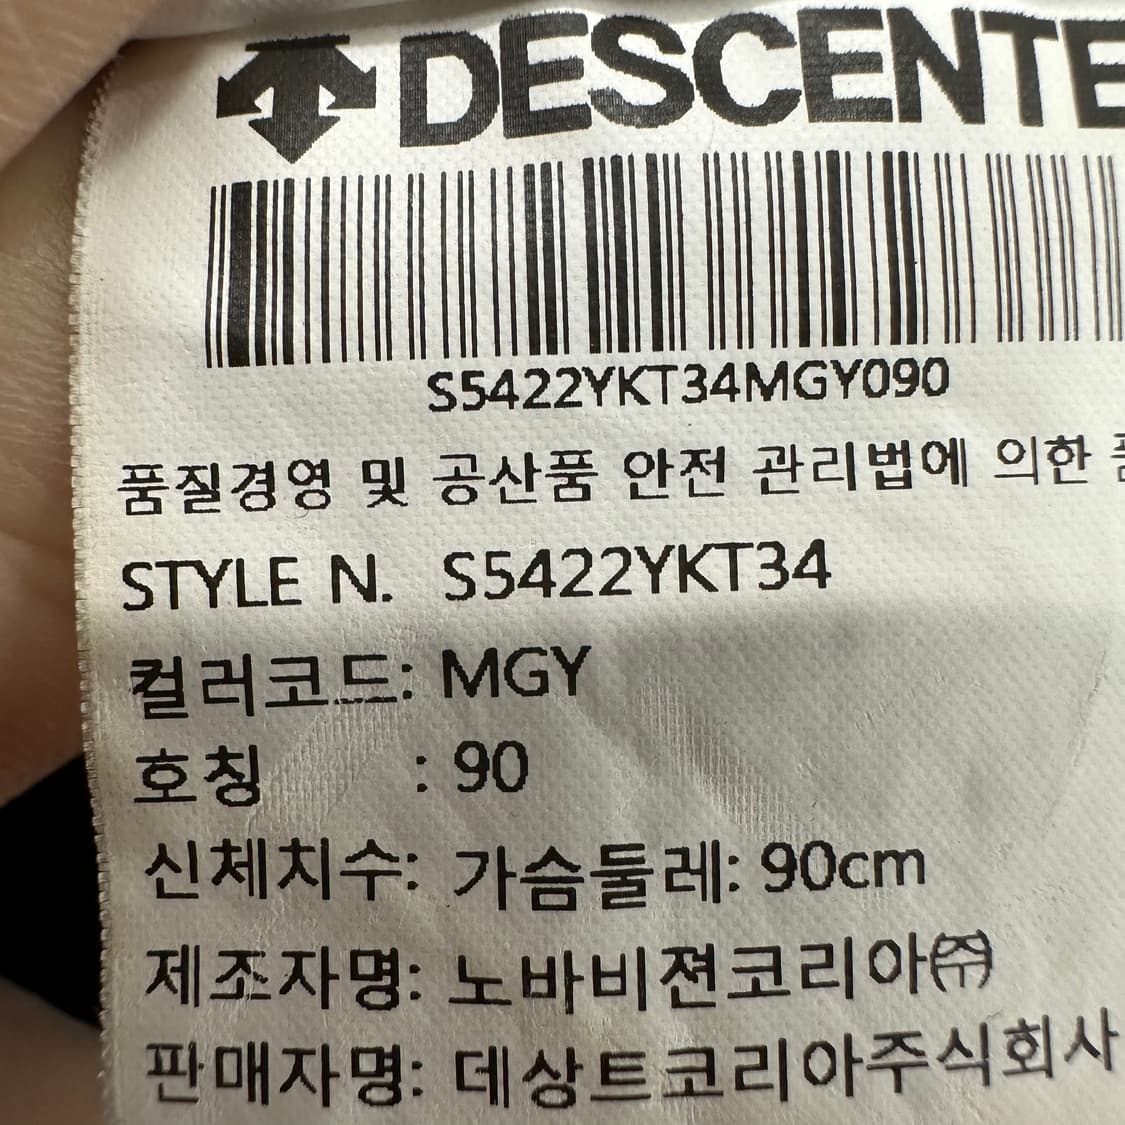 DESCENTE
S5422YKT34MGY090
품질경영 및 공산품 안전 관리법에 의한
STYLE N. S5422YKT34
컬러코드: MGY
호칭 : 90
신체치수: 가슴둘레: 90cm
제조자명: 노바비젼코리아㈜
판매자명: 데상트코리아주식회사